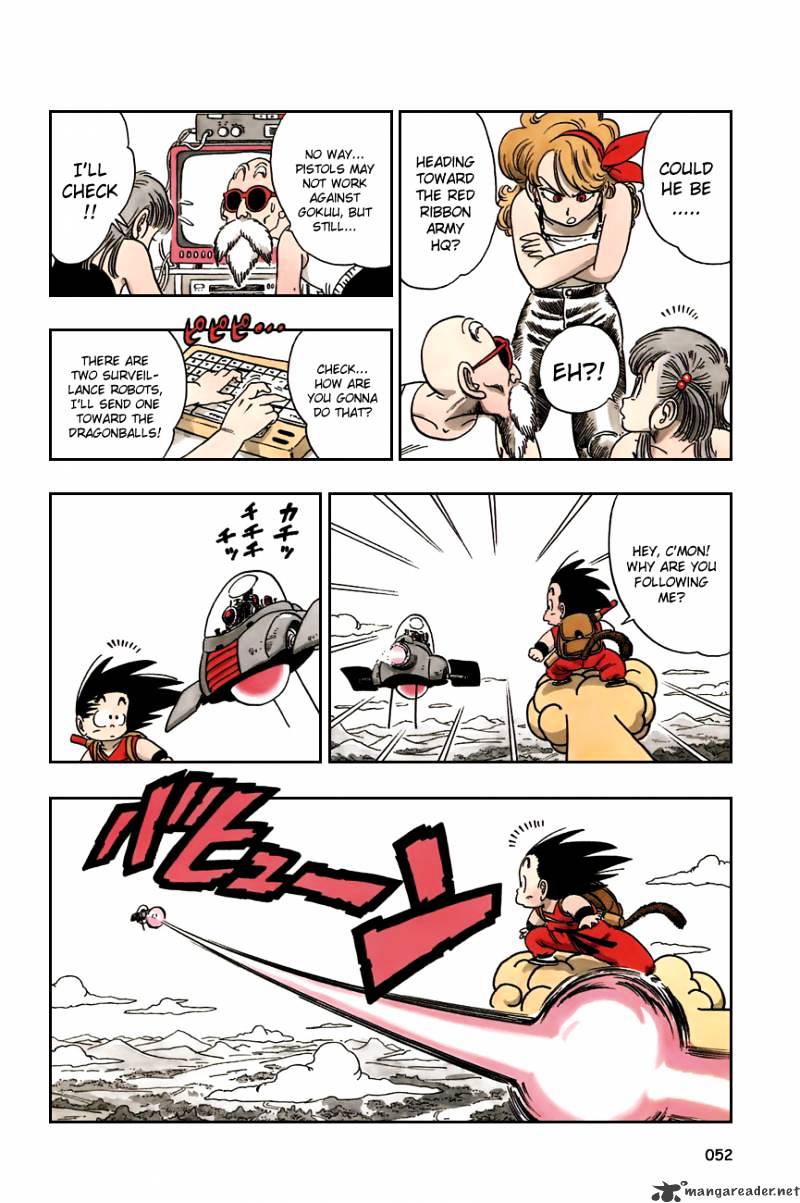 COULD
HE BE
.....
HEADING
TOWARD
THE RED
RIBBON
ARMY
HQ?
EH?!
NO WAY...
PISTOLS MAY
NOT WORK
AGAINST
GOKUU, BUT
STILL...
I'LL
CHECK
!!
ピピピ...
CHECK...
HOW ARE
YOU GONNA
DO THAT?
THERE ARE
TWO SURVEIL-
LANCE ROBOTS,
I'LL SEND ONE
TOWARD THE
DRAGONBALLS!
HEY, C'MON!
WHY ARE YOU
FOLLOWING
ME?
カチッ
チチチッ
チッ
ボヒューン
052
mangareader.net